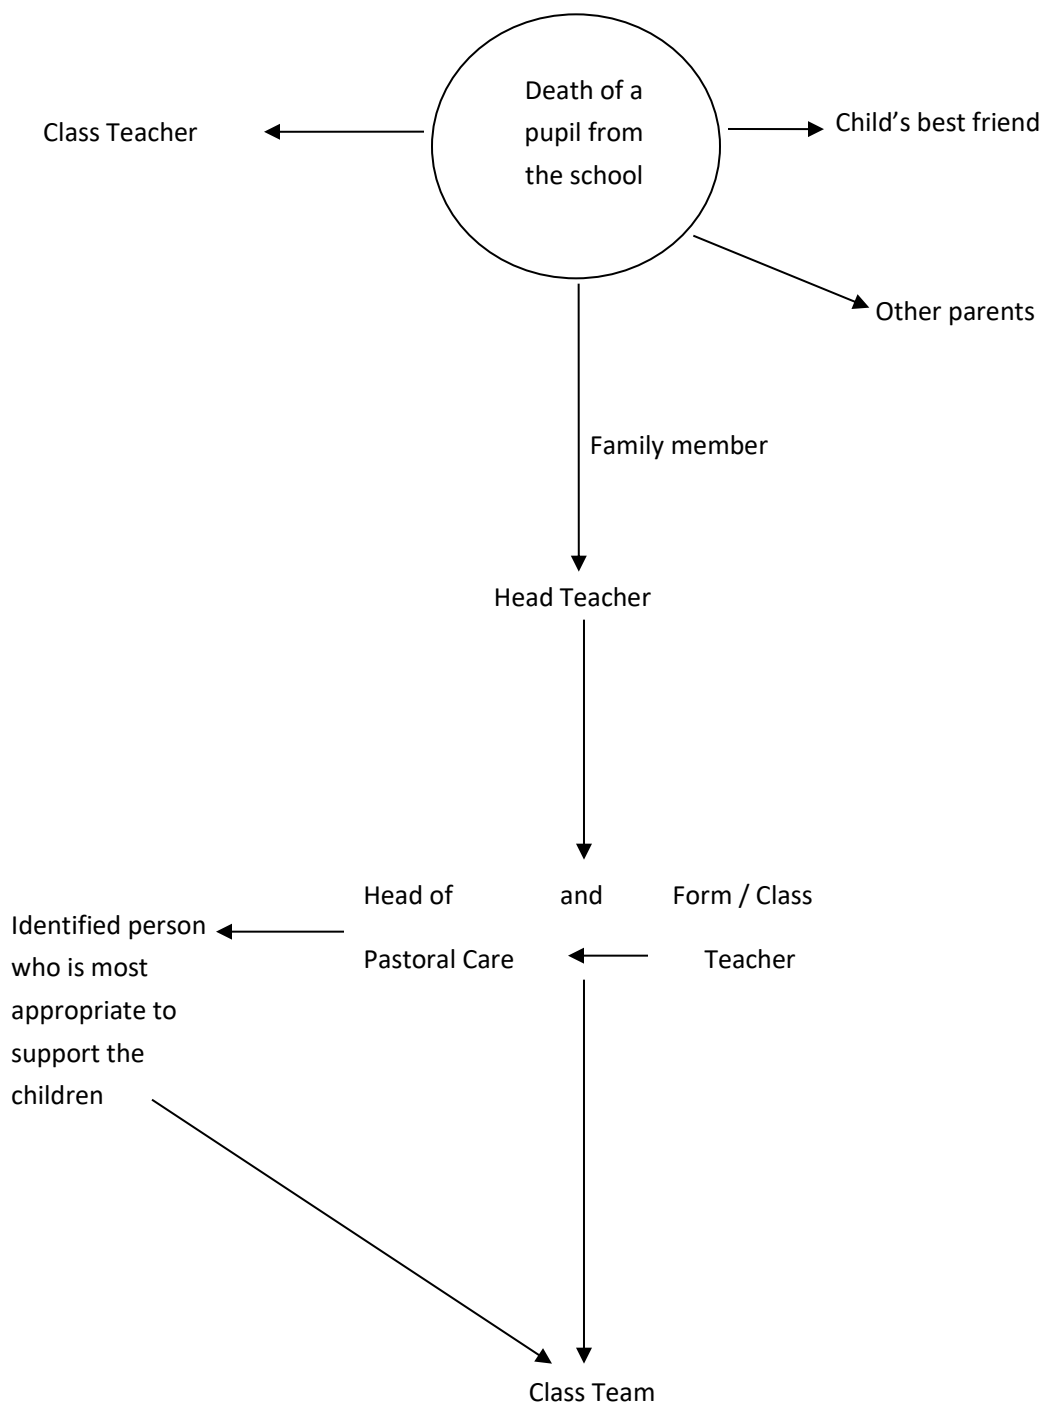 Death of a
pupil from
the school
Class Teacher
Child’s best friend
Other parents
Family member
Head Teacher
Head of and Form / Class
Pastoral Care Teacher
Identified person
who is most
appropriate to
support the
children
Class Team